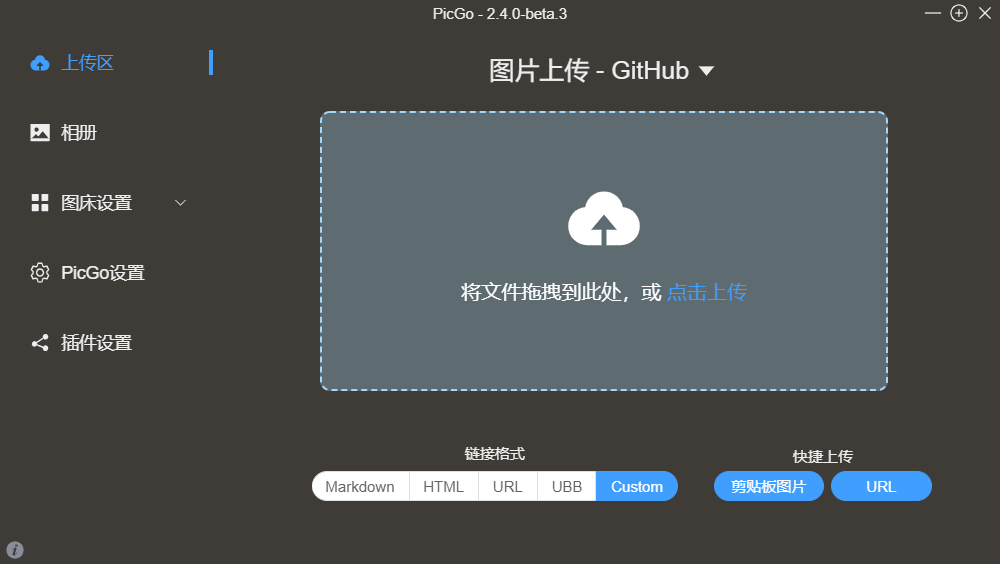 PicGo - 2.4.0-beta.3
上传区
相册
图床设置
PicGo设置
插件设置
图片上传 - GitHub
将文件拖拽到此处，或 点击上传
链接格式
Markdown HTML URL UBB Custom
快捷上传
剪贴板图片 URL
i